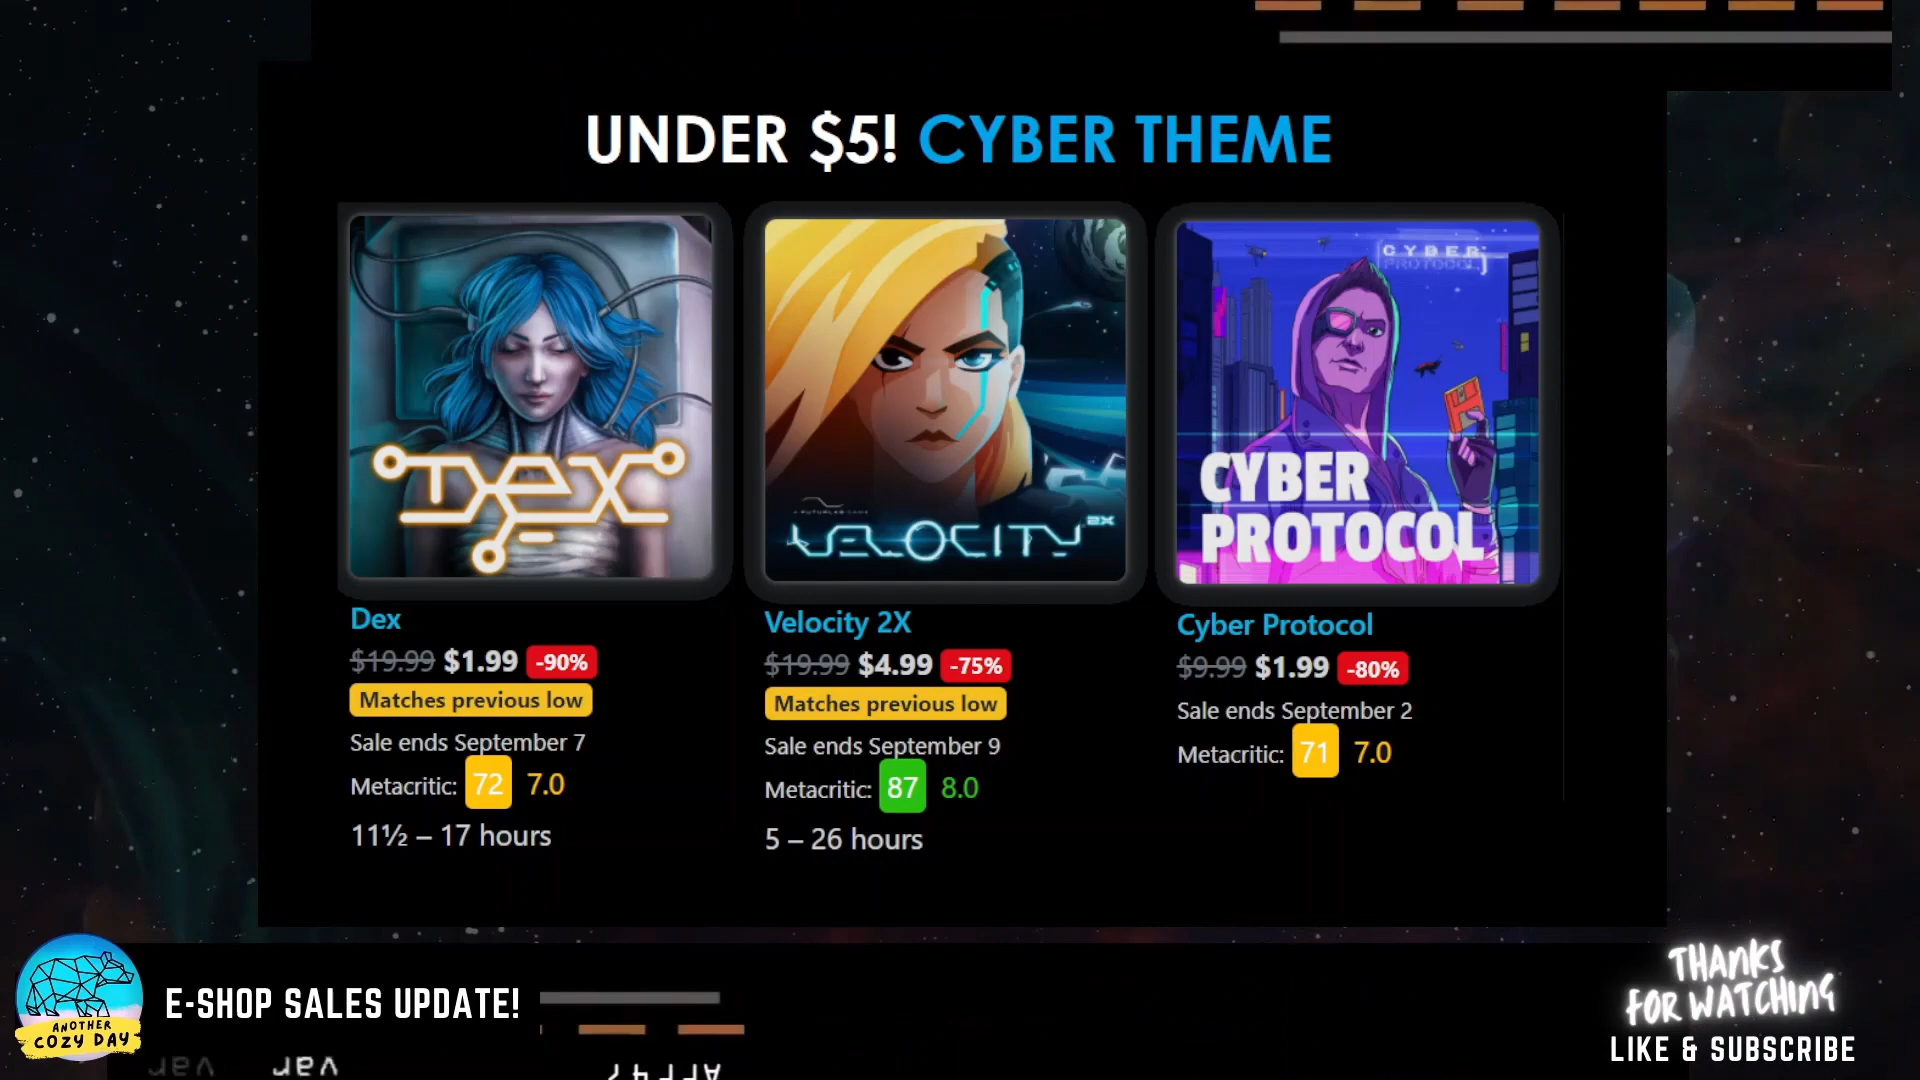 UNDER $5! CYBER THEME
DEX
VELOCITY 2X
CYBER
PROTOCOL
CYBER
PROTOCOL
Dex
$19.99 $1.99 -90%
Matches previous low
Sale ends September 7
Metacritic: 72 7.0
11½ – 17 hours
Velocity 2X
$19.99 $4.99 -75%
Matches previous low
Sale ends September 9
Metacritic: 87 8.0
5 – 26 hours
Cyber Protocol
$9.99 $1.99 -80%
Sale ends September 2
Metacritic: 71 7.0
ANOTHER
COZY DAY
E-SHOP SALES UPDATE!
THANKS
FOR WATCHING
LIKE & SUBSCRIBE